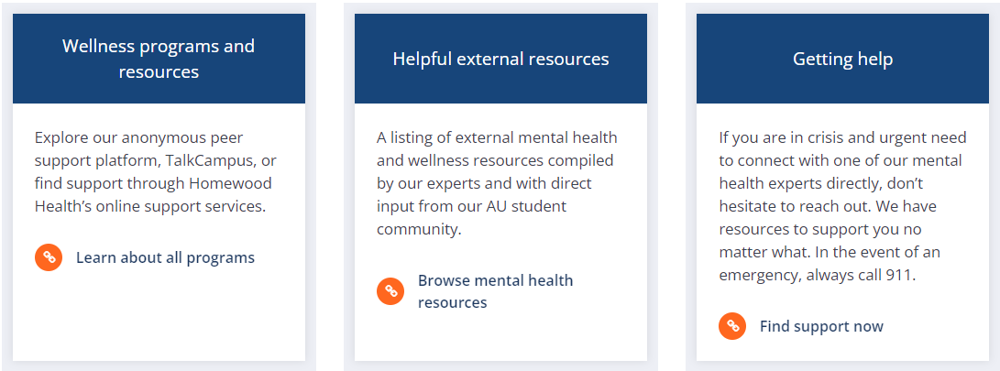 Wellness programs and
resources
Explore our anonymous peer
support platform, TalkCampus, or
find support through Homewood
Health’s online support services.
Learn about all programs
Helpful external resources
A listing of external mental health
and wellness resources compiled
by our experts and with direct
input from our AU student
community.
Browse mental health
resources
Getting help
If you are in crisis and urgent need
to connect with one of our mental
health experts directly, don’t
hesitate to reach out. We have
resources to support you no
matter what. In the event of an
emergency, always call 911.
Find support now